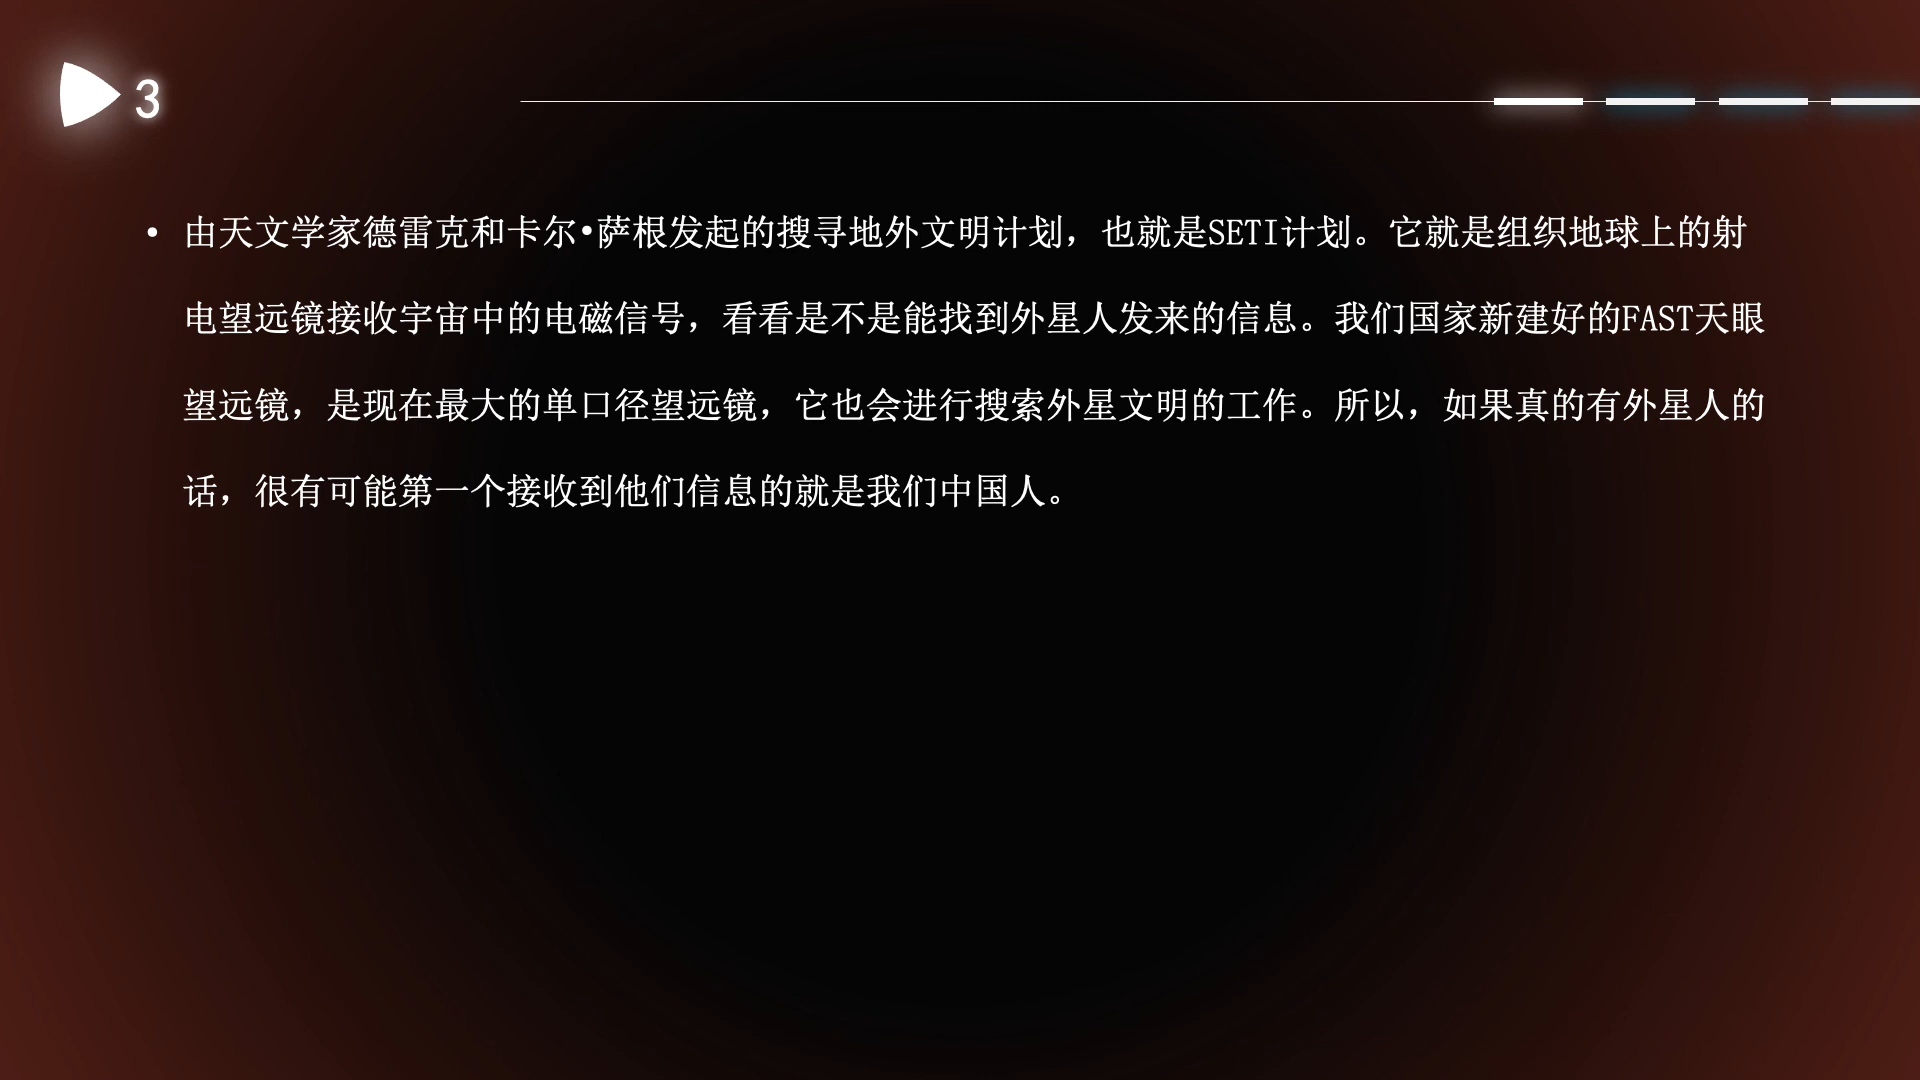 3
• 由天文学家德雷克和卡尔•萨根发起的搜寻地外文明计划，也就是SETI计划。它就是组织地球上的射
电望远镜接收宇宙中的电磁信号，看看是不是能找到外星人发来的信息。我们国家新建好的FAST天眼
望远镜，是现在最大的单口径望远镜，它也会进行搜索外星文明的工作。所以，如果真的有外星人的
话，很有可能第一个接收到他们信息的就是我们中国人。